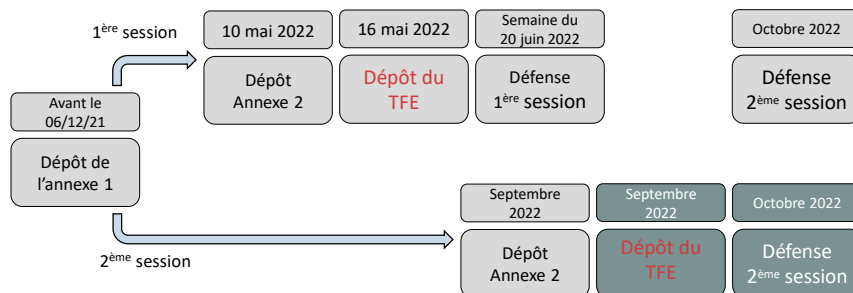 1ère session
10 mai 2022
16 mai 2022
Semaine du
20 juin 2022
Octobre 2022
Dépôt
Annexe 2
Dépôt du
TFE
Défense
1ère session
Défense
2ème session
Avant le
06/12/21
Dépôt de
l'annexe 1
2ème session
Septembre
2022
Septembre
2022
Octobre 2022
Dépôt
Annexe 2
Dépôt du
TFE
Défense
2ème session